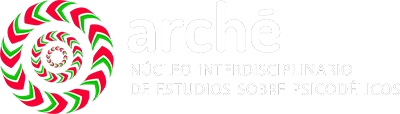 arché
NÚCLEO INTERDISCIPLINARIO
DE ESTUDIOS SOBRE PSICODÉLICOS